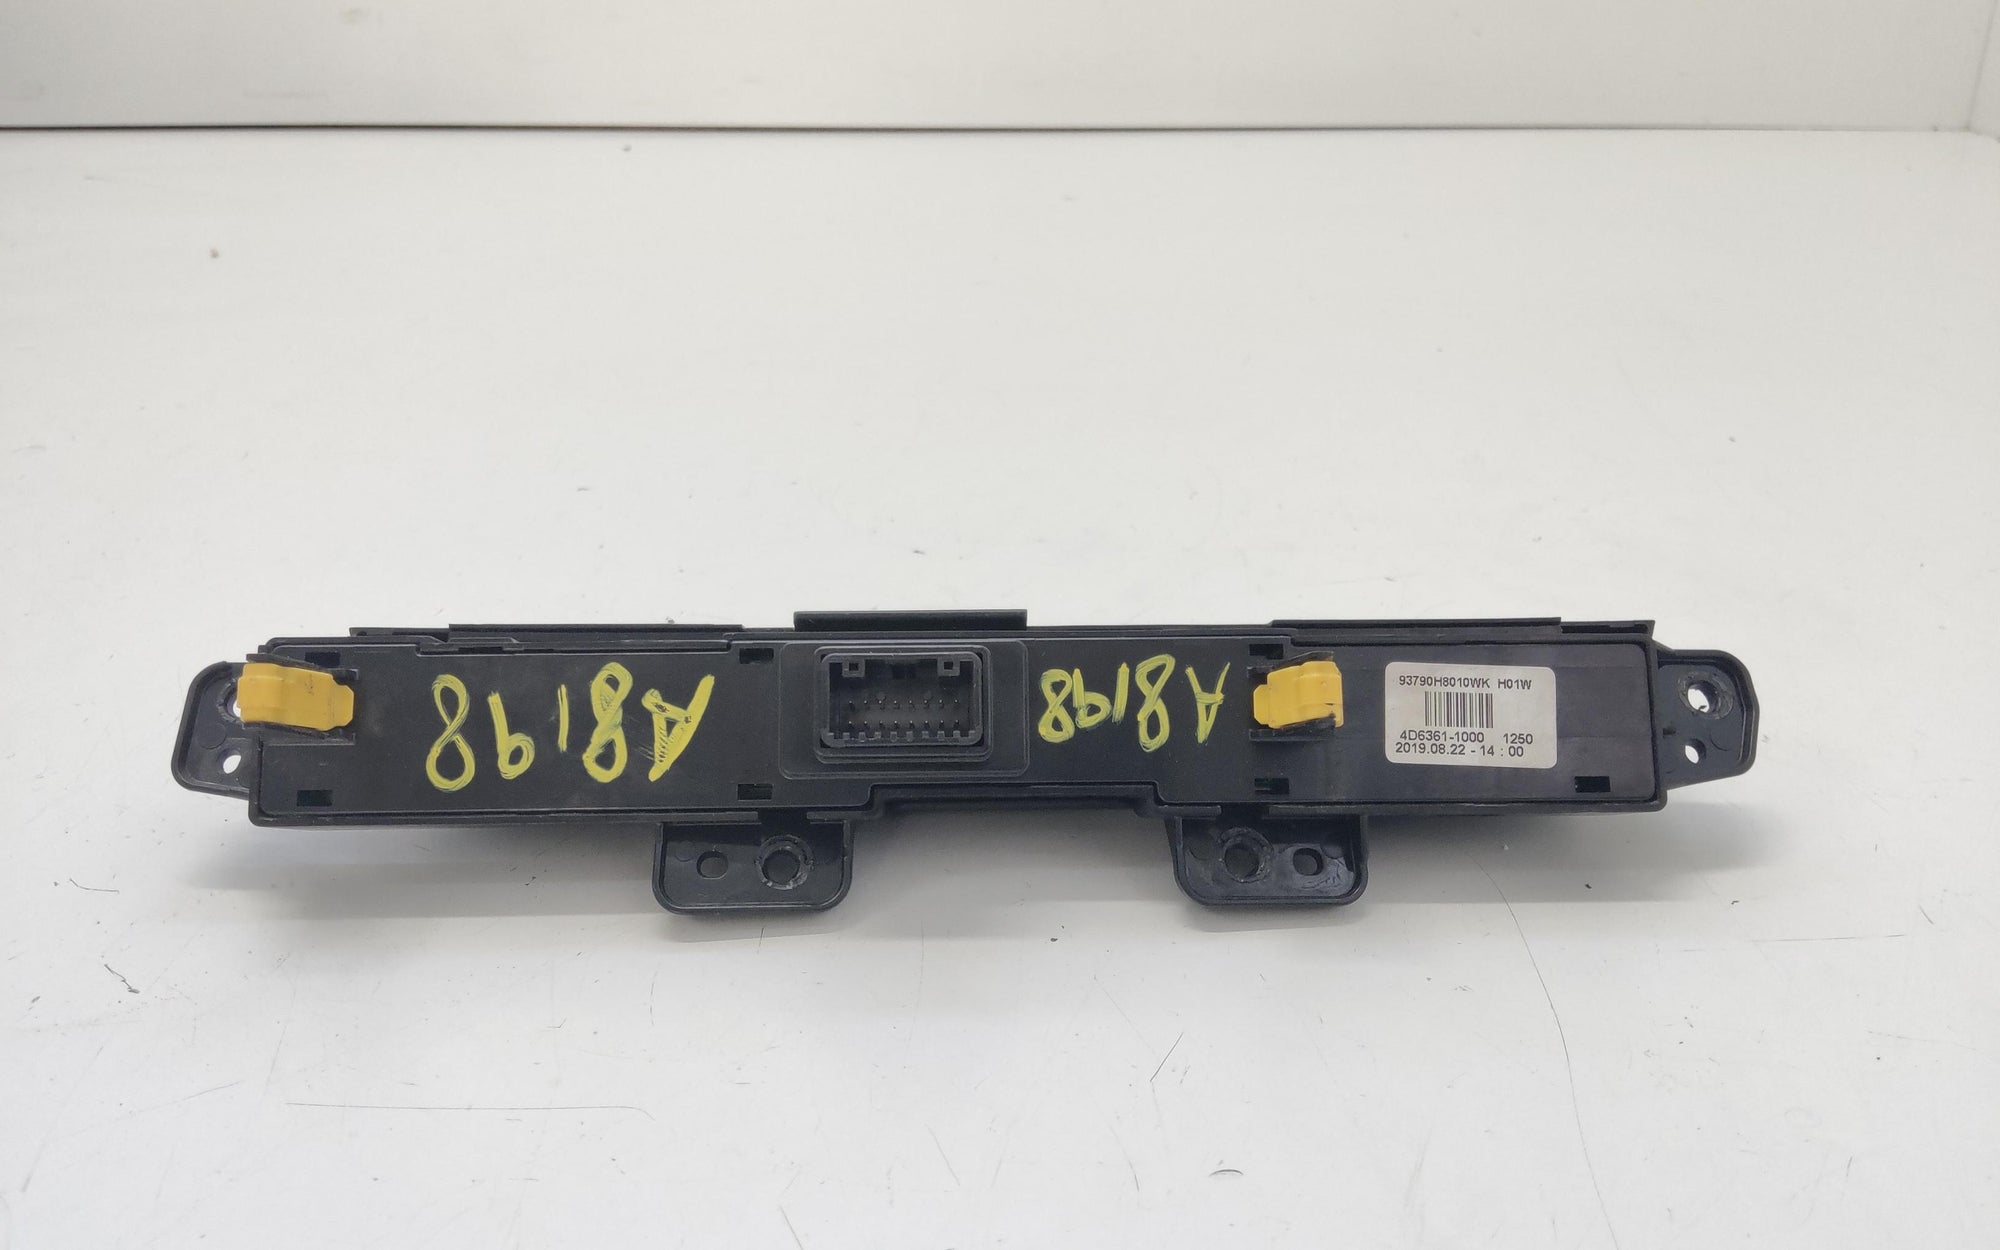 A8198
A8198
93790H8010WK H01W
4D6361-1000 1250
2019.08.22 - 14 : 00